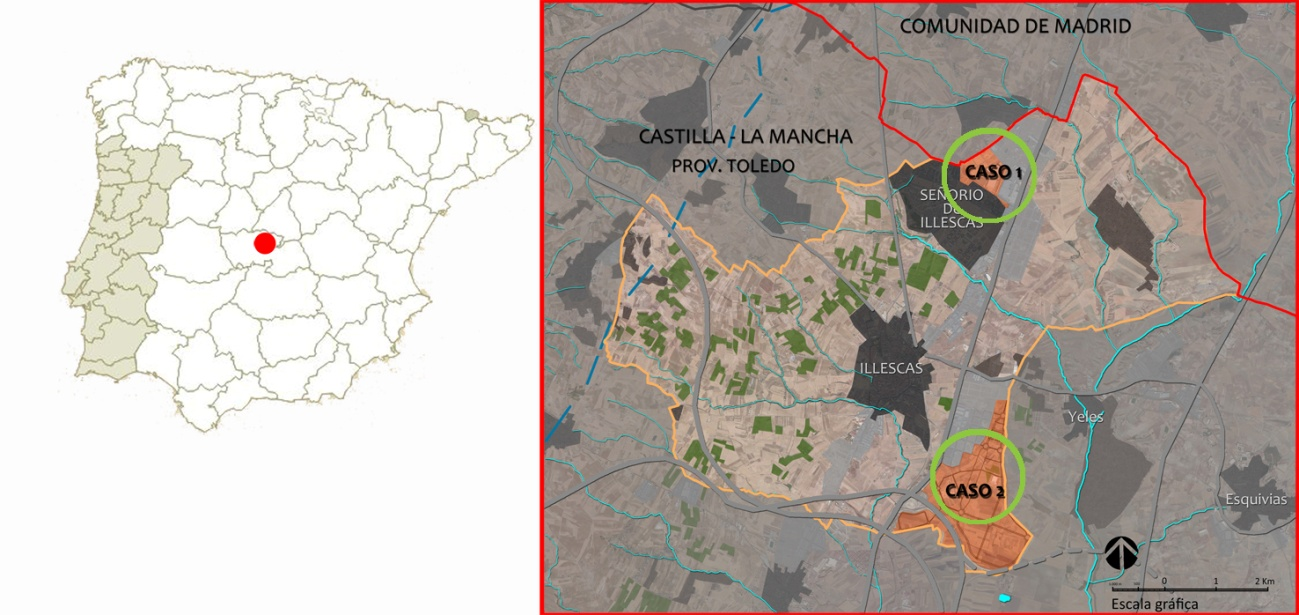 COMUNIDAD DE MADRID
CASTILLA - LA MANCHA
PROV. TOLEDO
CASO 1
SEÑORIO
DE
ILLESCAS
ILLESCAS
Yeles
CASO 2
Esquivias
0 1 2 Km
Escala gráfica